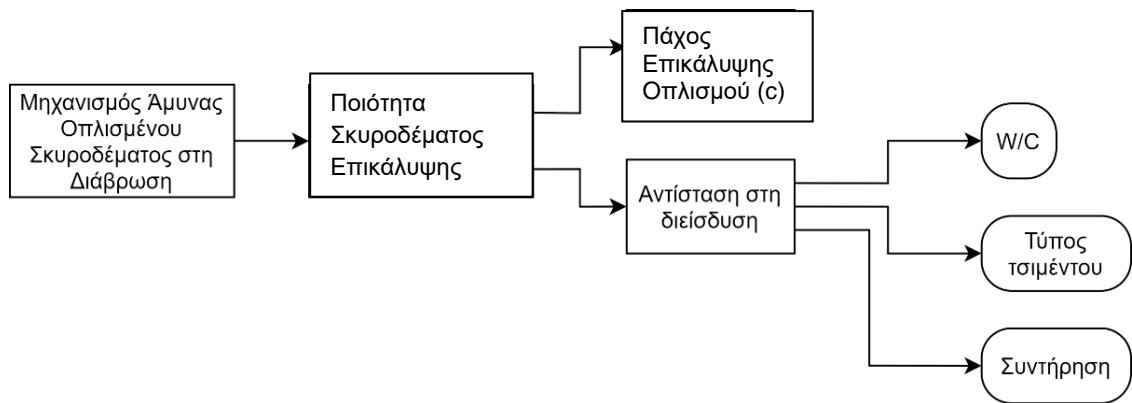 Μηχανισμός Άμυνας
Οπλισμένου
Σκυροδέματος στη
Διάβρωση
Ποιότητα
Σκυροδέματος
Επικάλυψης
Πάχος
Επικάλυψης
Οπλισμού (c)
Αντίσταση στη
διείσδυση
W/C
Τύπος
τσιμέντου
Συντήρηση